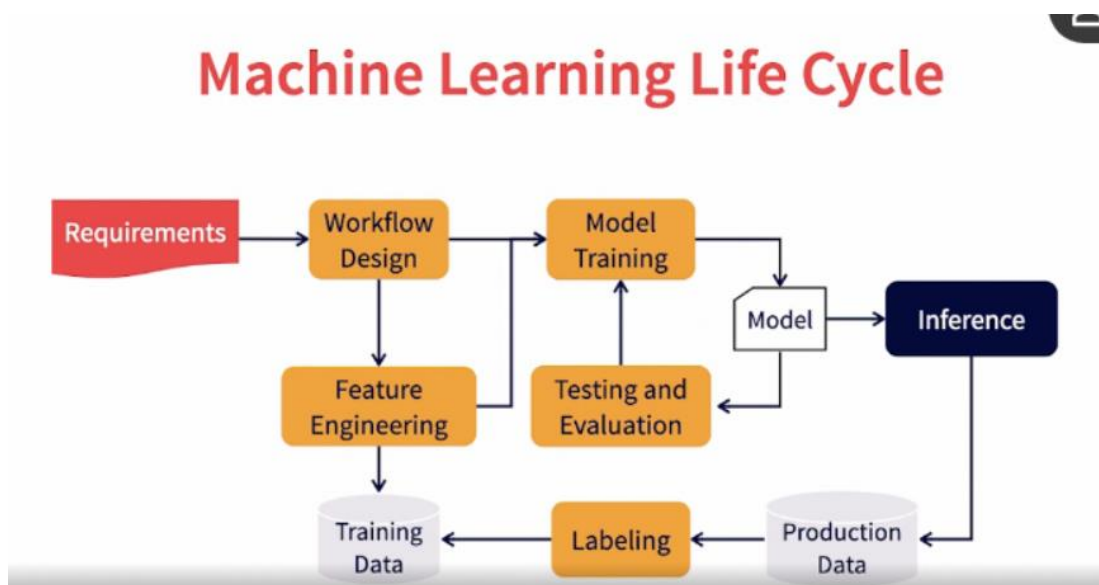 Machine Learning Life Cycle
Requirements
Workflow
Design
Model
Training
Model
Inference
Feature
Engineering
Testing and
Evaluation
Training
Data
Labeling
Production
Data